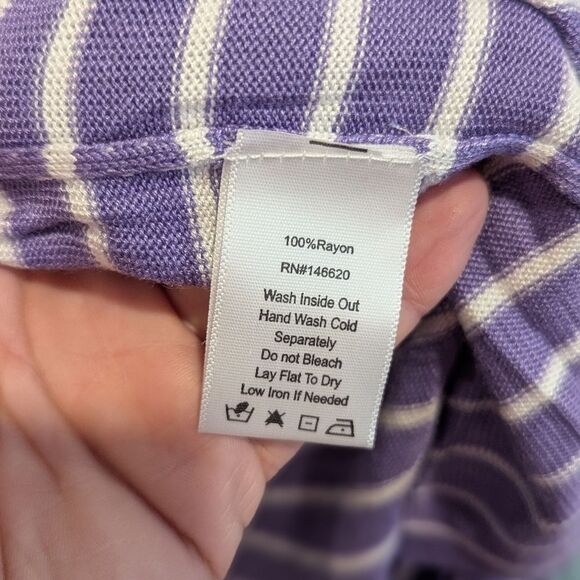 100%Rayon
RN#146620
Wash Inside Out
Hand Wash Cold
Separately
Do not Bleach
Lay Flat To Dry
Low Iron If Needed